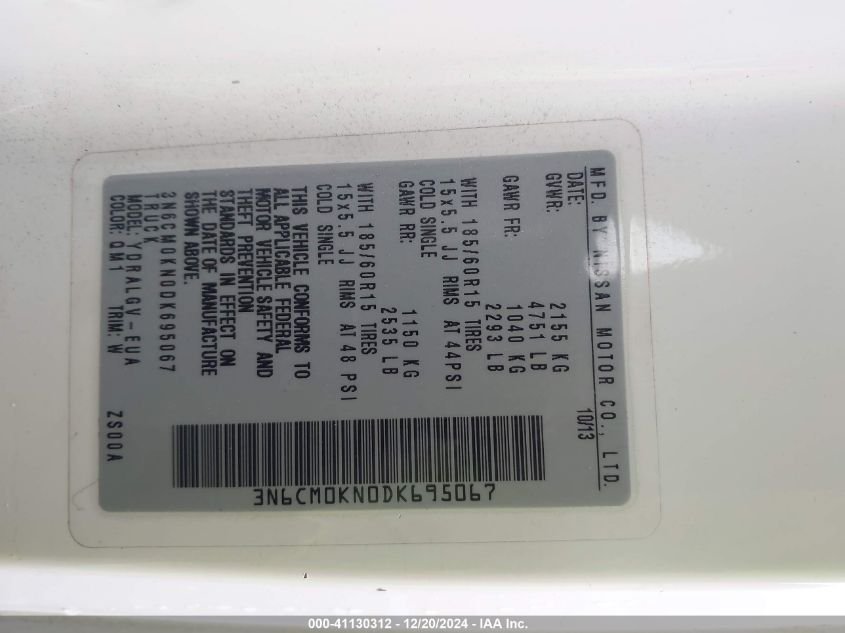 MFD. BY NISSAN MOTOR CO., LTD.
DATE: 10/13
GVWR: 2155 KG
4751 LB
GAWR FR: 1040 KG
2293 LB
WITH 185/60R15 TIRES
15x5.5 JJ RIMS AT 44PSI
COLD SINGLE
GAWR RR: 1150 KG
2535 LB
WITH 185/60R15 TIRES
15x5.5 JJ RIMS AT 48 PSI
COLD SINGLE
THIS VEHICLE CONFORMS TO
ALL APPLICABLE FEDERAL
MOTOR VEHICLE SAFETY AND
THEFT PREVENTION
STANDARDS IN EFFECT ON
THE DATE OF MANUFACTURE
SHOWN ABOVE.
3N6CM0KN0DK695067
TRUCK
MODEL: YDRALGV-EUA
COLOR: QM1 TRIM: W ZS00A
3N6CM0KN0DK695067
000-41130312 - 12/20/2024 - IAA Inc.